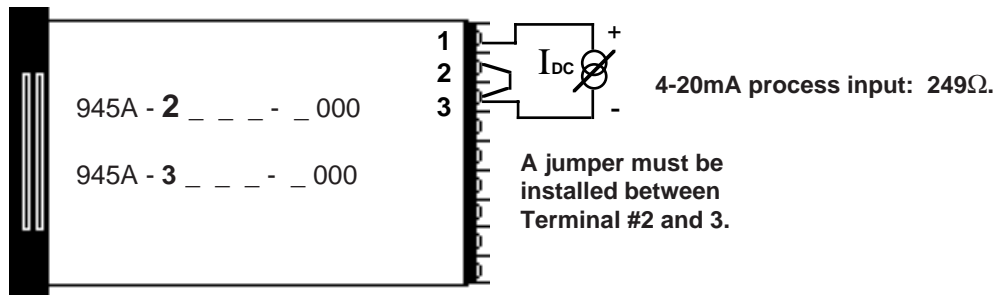 1
2
3
I DC
+
-
4-20mA process input: 249Ω.
945A - 2 _ _ _ - _ 000
945A - 3 _ _ _ - _ 000
A jumper must be
installed between
Terminal #2 and 3.